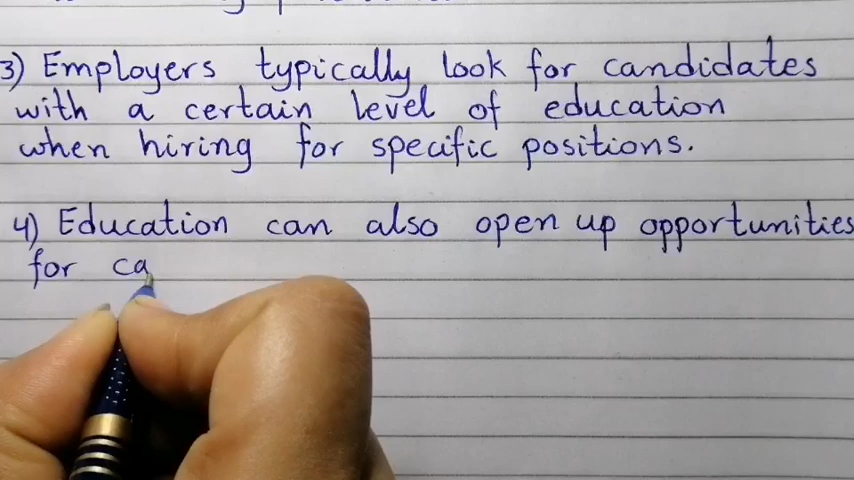 3) Employers typically look for candidates
with a certain level of education
when hiring for specific positions.
4) Education can also open up opportunities
for ca